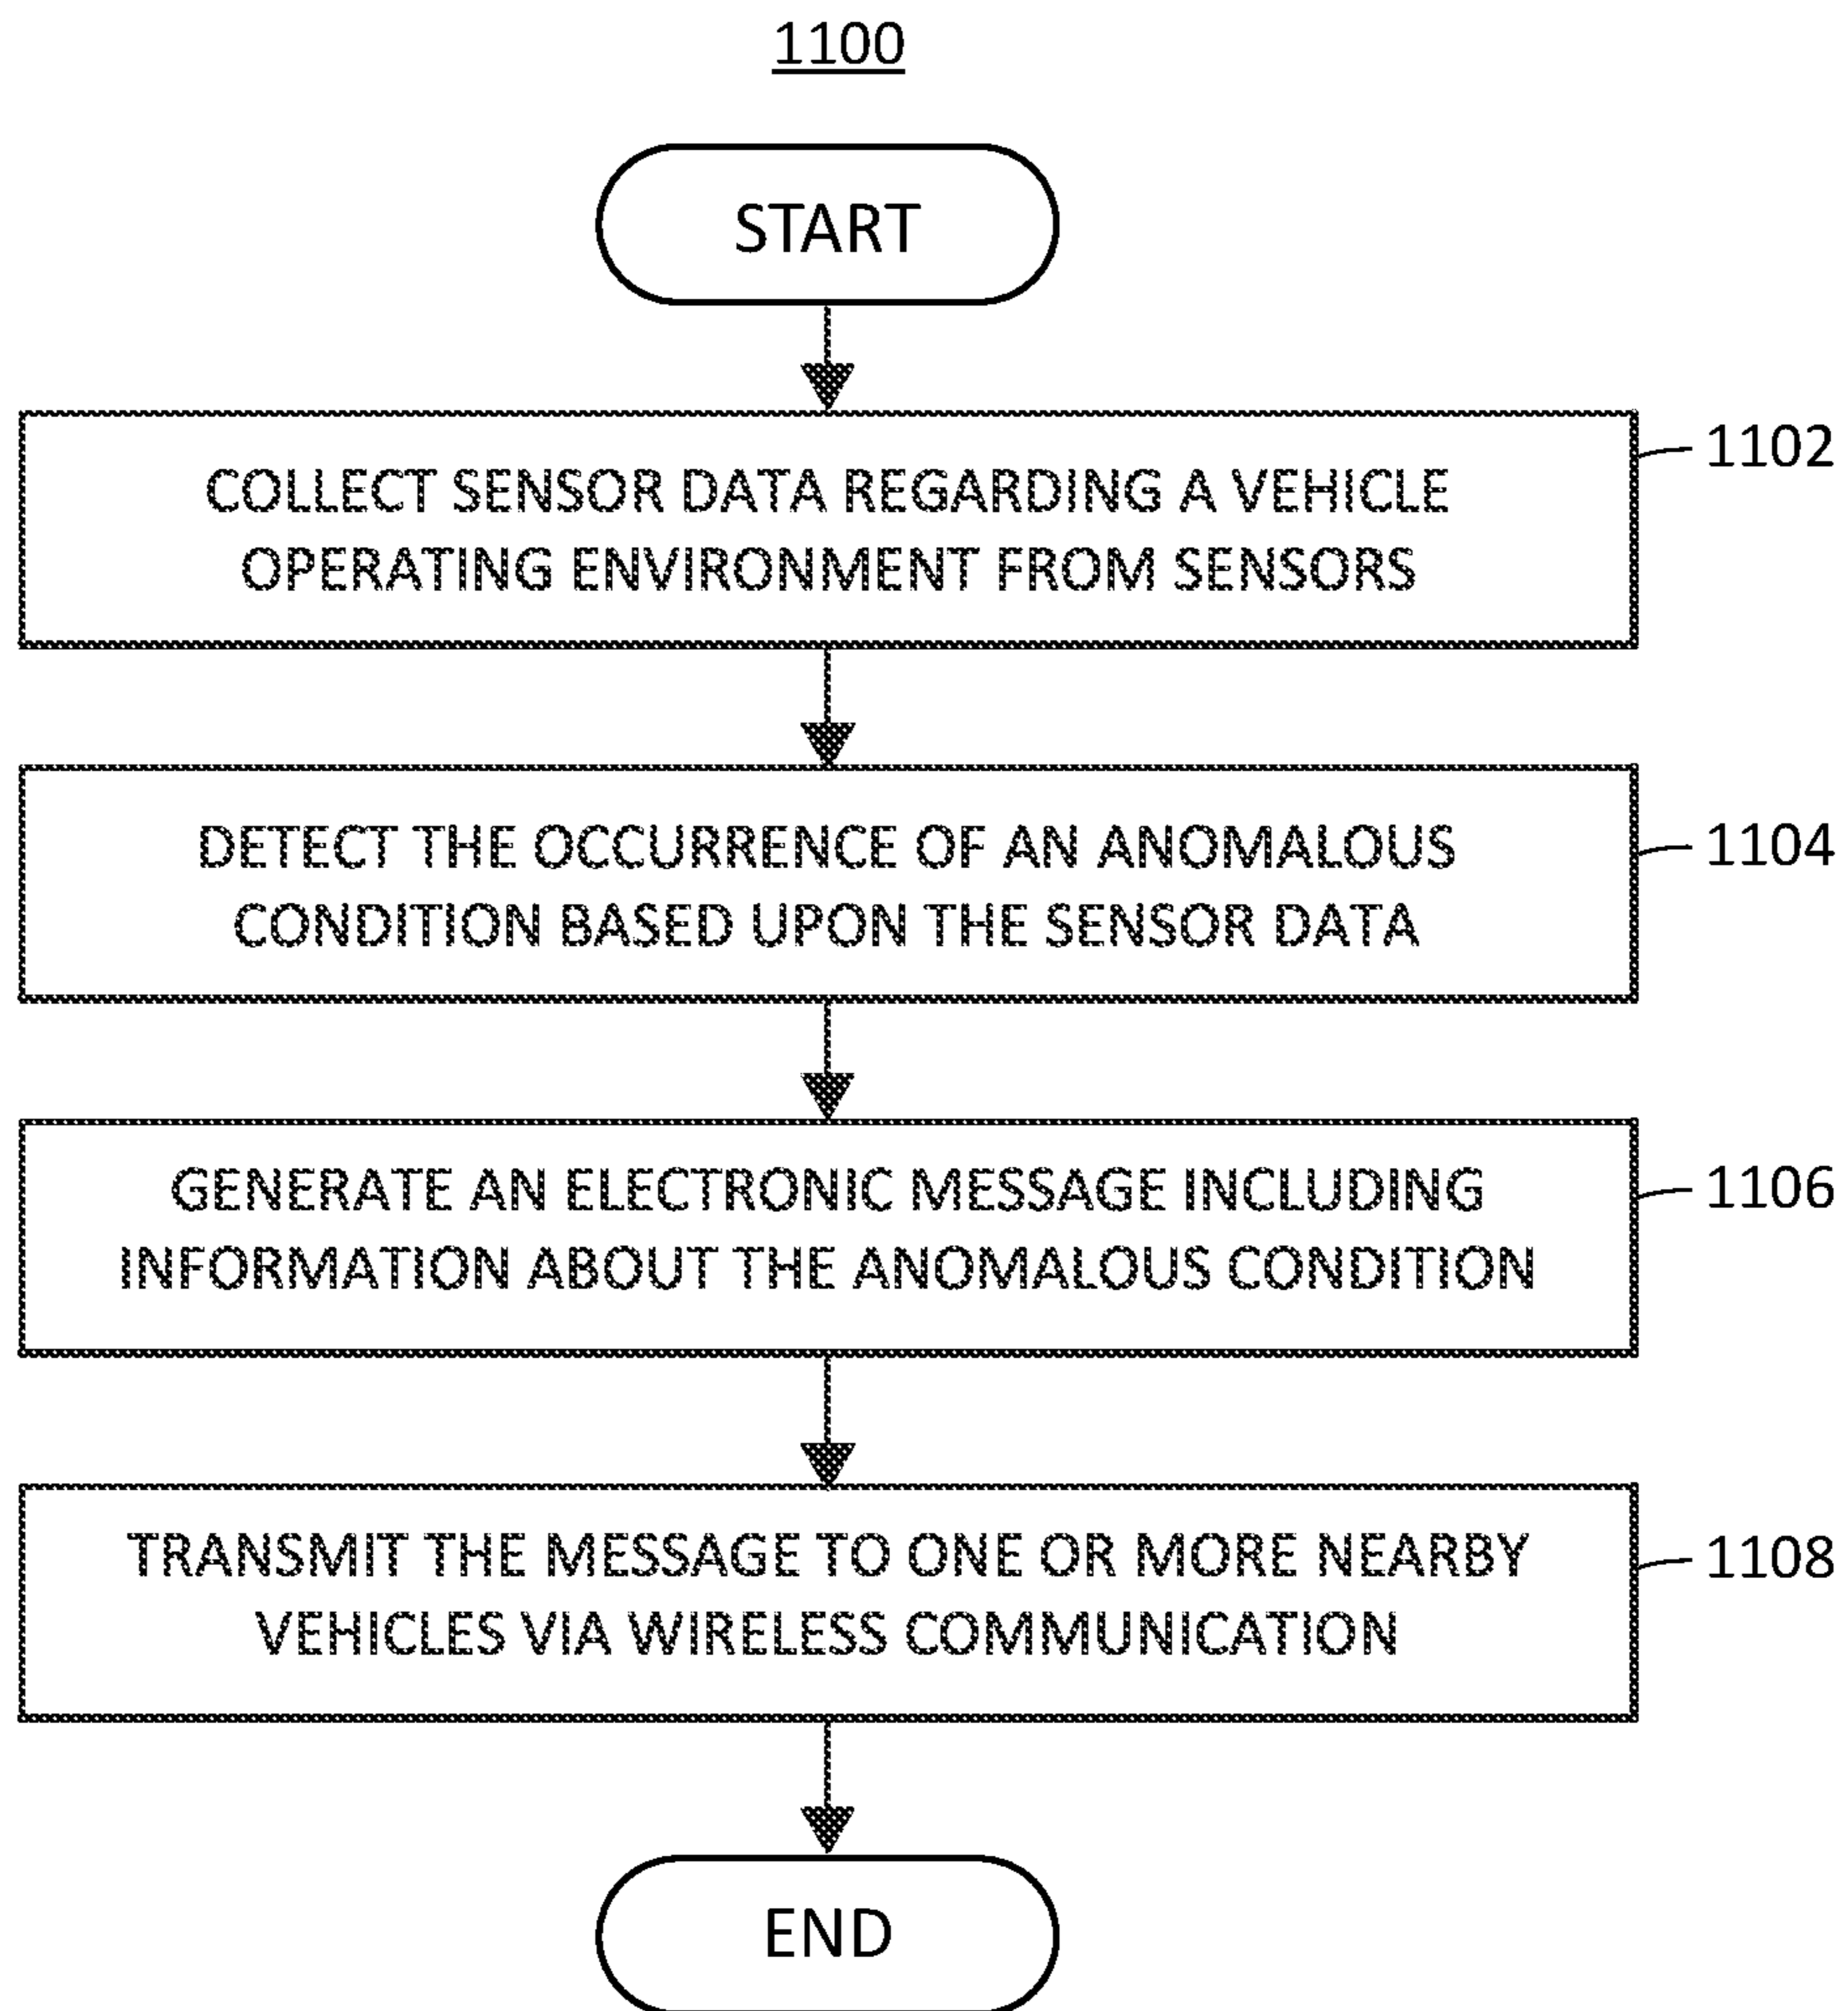 1100
START
COLLECT SENSOR DATA REGARDING A VEHICLE
OPERATING ENVIRONMENT FROM SENSORS
1102
DETECT THE OCCURRENCE OF AN ANOMALOUS
CONDITION BASED UPON THE SENSOR DATA
1104
GENERATE AN ELECTRONIC MESSAGE INCLUDING
INFORMATION ABOUT THE ANOMALOUS CONDITION
1106
TRANSMIT THE MESSAGE TO ONE OR MORE NEARBY
VEHICLES VIA WIRELESS COMMUNICATION
1108
END